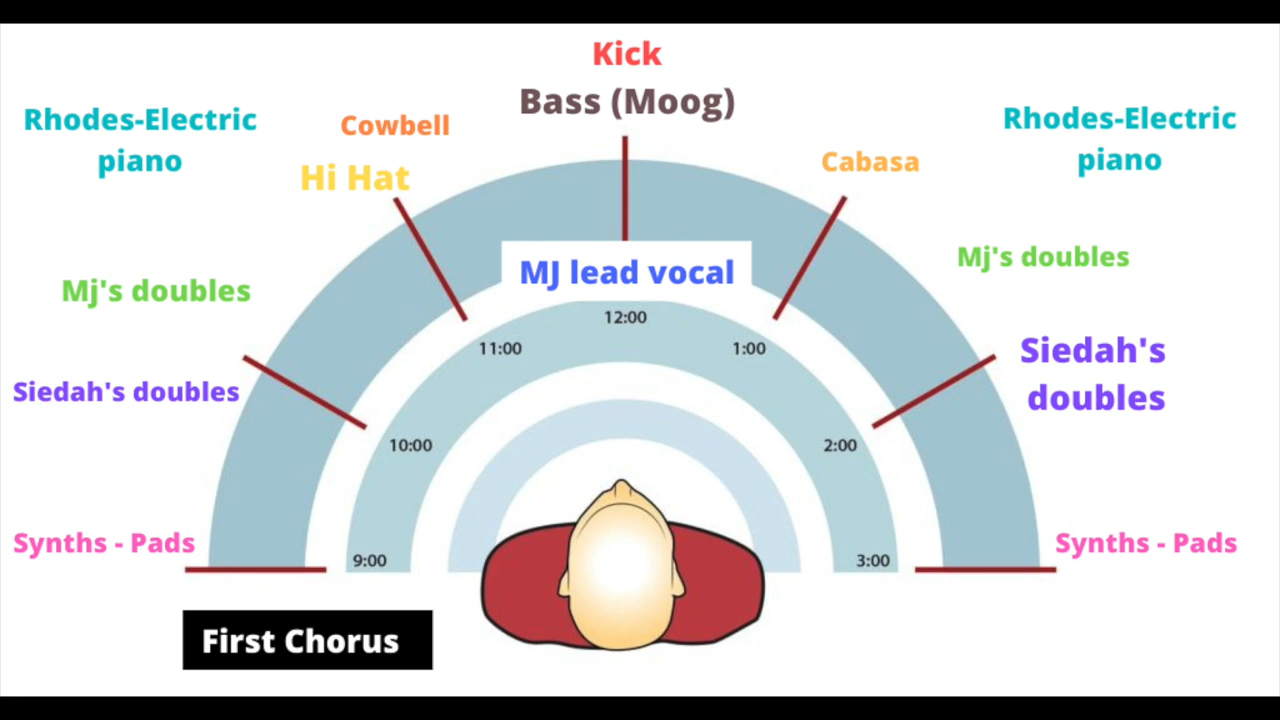 Kick
Bass (Moog)
Rhodes-Electric
piano
Cowbell
Hi Hat
Cabasa
Rhodes-Electric
piano
MJ lead vocal
Mj's doubles
Mj's doubles
12:00
11:00
1:00
Siedah's doubles
Siedah's
doubles
10:00
2:00
Synths - Pads
9:00
3:00
Synths - Pads
First Chorus